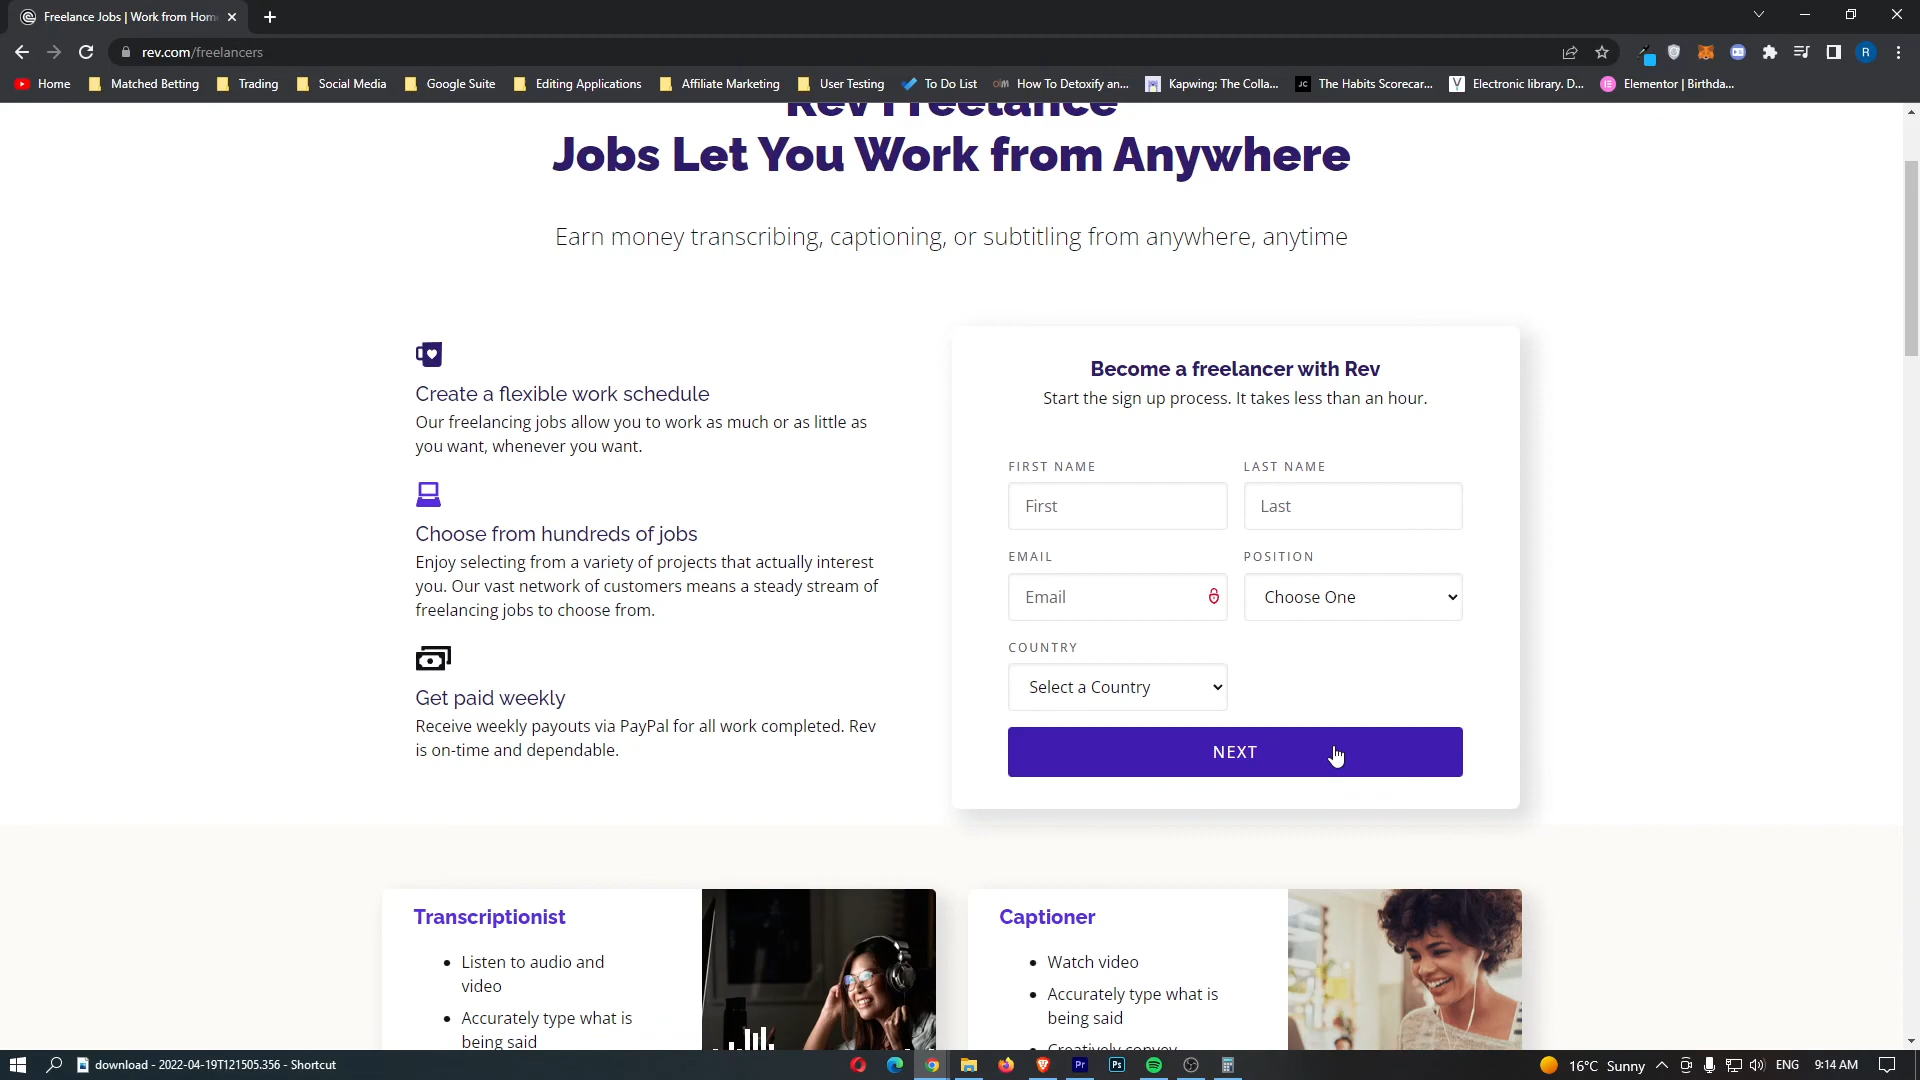 Freelance Jobs | Work from Hom
rev.com/freelancers
Home
Matched Betting
Trading
Social Media
Google Suite
Editing Applications
Affiliate Marketing
User Testing
To Do List
How To Detoxify an...
Kapwing: The Colla...
JC The Habits Scorecar...
Electronic library. D...
Elementor | Birthda...
R
Rev Freelance
Jobs Let You Work from Anywhere
Earn money transcribing, captioning, or subtitling from anywhere, anytime
Create a flexible work schedule
Our freelancing jobs allow you to work as much or as little as
you want, whenever you want.
Choose from hundreds of jobs
Enjoy selecting from a variety of projects that actually interest
you. Our vast network of customers means a steady stream of
freelancing jobs to choose from.
Get paid weekly
Receive weekly payouts via PayPal for all work completed. Rev
is on-time and dependable.
Become a freelancer with Rev
Start the sign up process. It takes less than an hour.
FIRST NAME
LAST NAME
First
Last
EMAIL
POSITION
Email
Choose One
COUNTRY
Select a Country
NEXT
Transcriptionist
Listen to audio and
video
Accurately type what is
being said
Captioner
Watch video
Accurately type what is
being said
Creatively convey
download - 2022-04-19T121505.356 - Shortcut
Pr
Ps
16°C Sunny
ENG
9:14 AM